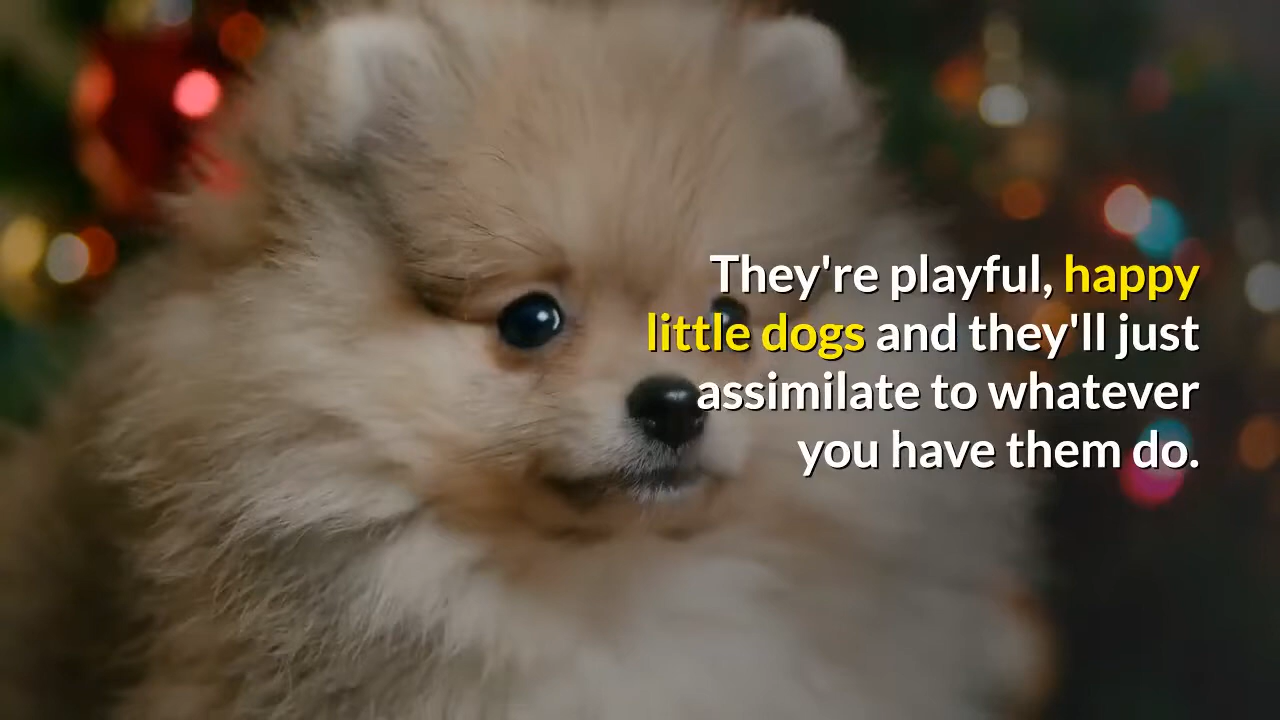 They're playful, happy
little dogs and they'll just
assimilate to whatever
you have them do.